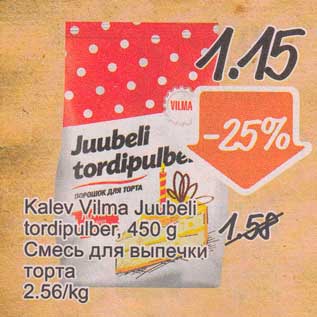 1.15
VILMA
-25%
Juubeli
tordipulbe
ПОРОШОК ДЛЯ ТОРТА
Kalev Vilma Juubeli
tordipulber, 450 g
1.58
Смесь для выпечки
торта
2.56/kg